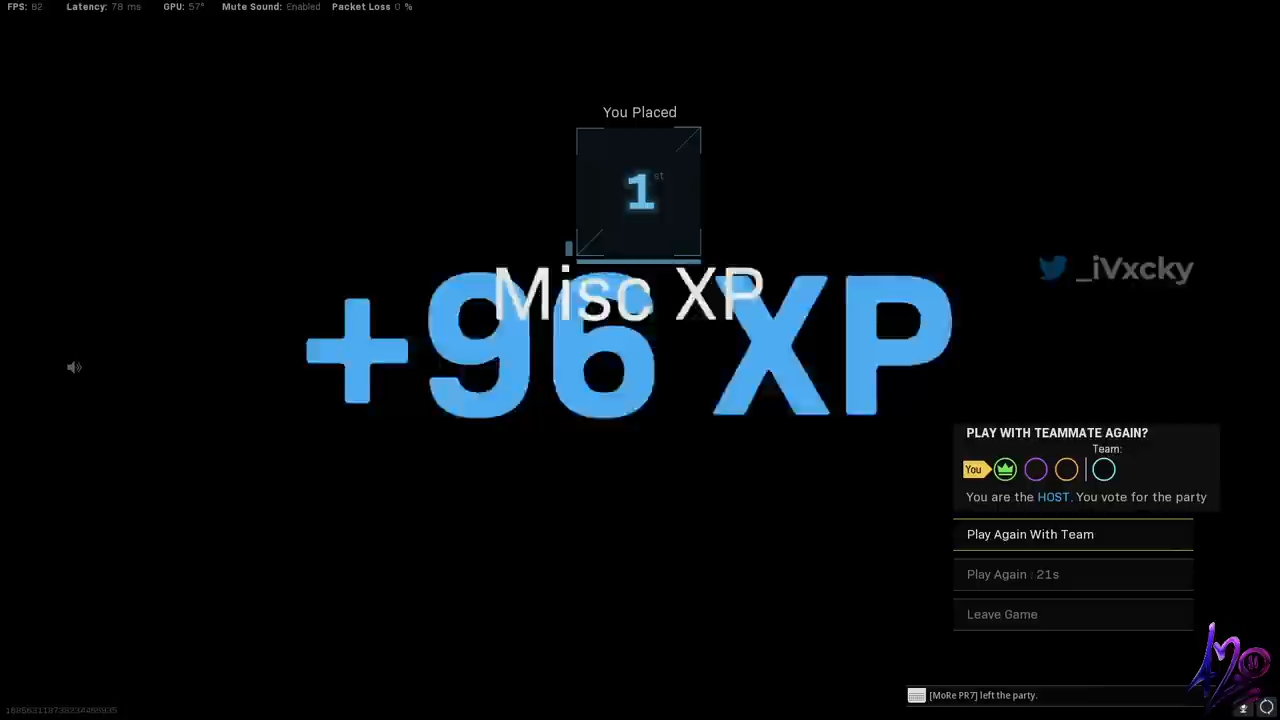 FPS: 82 Latency: 78 ms GPU: 57° Mute Sound: Enabled Packet Loss 0 %
You Placed
1st
Misc XP
+96 XP
_iVxcky
PLAY WITH TEAMMATE AGAIN?
Team:
You
You are the HOST. You vote for the party
Play Again With Team
Play Again : 21s
Leave Game
[MoRe PR7] left the party.